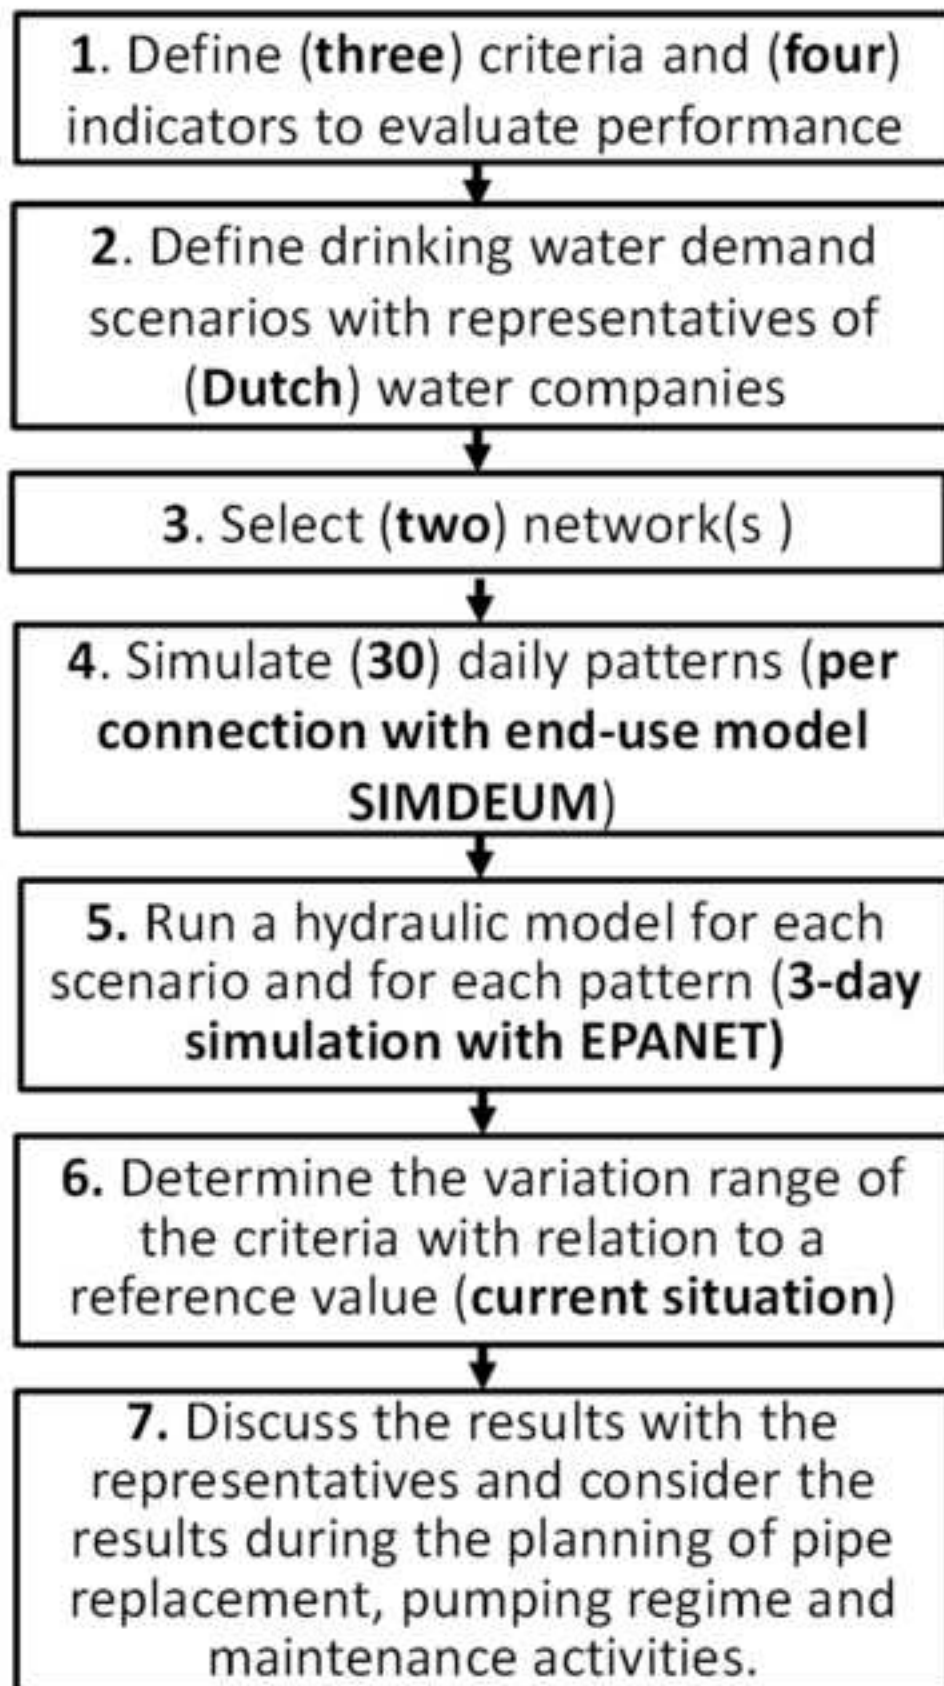 1. Define (three) criteria and (four)
indicators to evaluate performance
2. Define drinking water demand
scenarios with representatives of
(Dutch) water companies
3. Select (two) network(s )
4. Simulate (30) daily patterns (per
connection with end-use model
SIMDEUM)
5. Run a hydraulic model for each
scenario and for each pattern (3-day
simulation with EPANET)
6. Determine the variation range of
the criteria with relation to a
reference value (current situation)
7. Discuss the results with the
representatives and consider the
results during the planning of pipe
replacement, pumping regime and
maintenance activities.